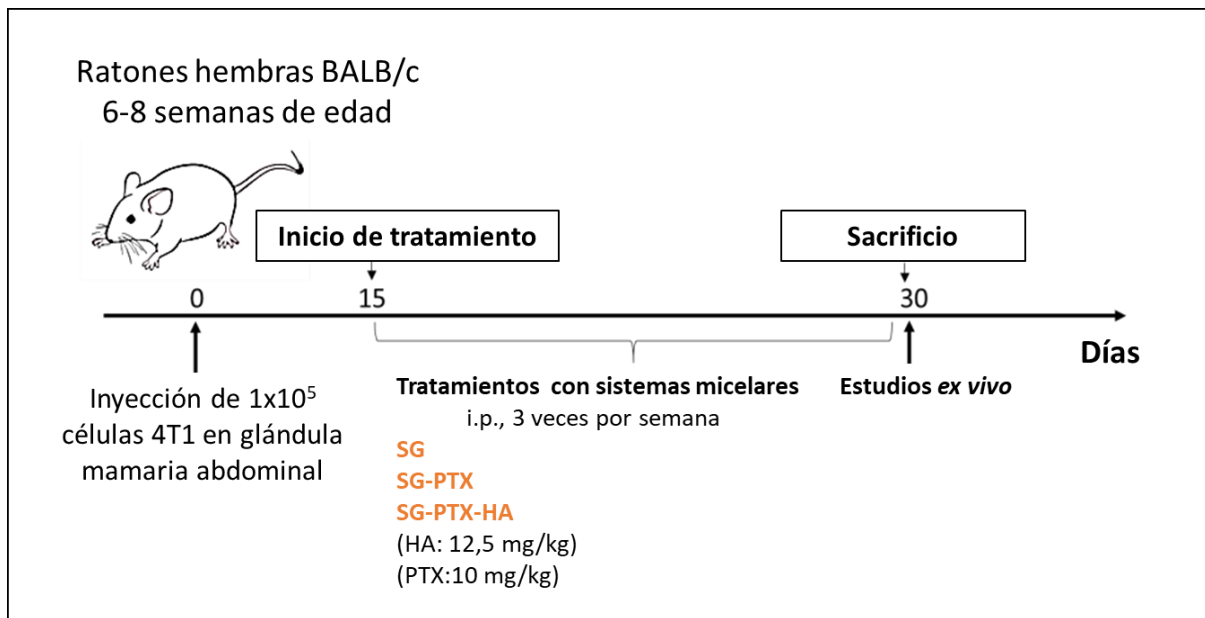 Ratones hembras BALB/c
6-8 semanas de edad
Inicio de tratamiento
Sacrificio
0
15
30
Días
Inyección de 1x10⁵
células 4T1 en glándula
mamaria abdominal
Tratamientos con sistemas micelares
i.p., 3 veces por semana
SG
SG-PTX
SG-PTX-HA
(HA: 12,5 mg/kg)
(PTX:10 mg/kg)
Estudios ex vivo